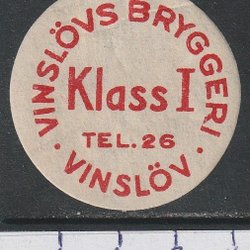 VINSLÖVS BRYGGERI
Klass I
TEL. 26
· VINSLÖV ·